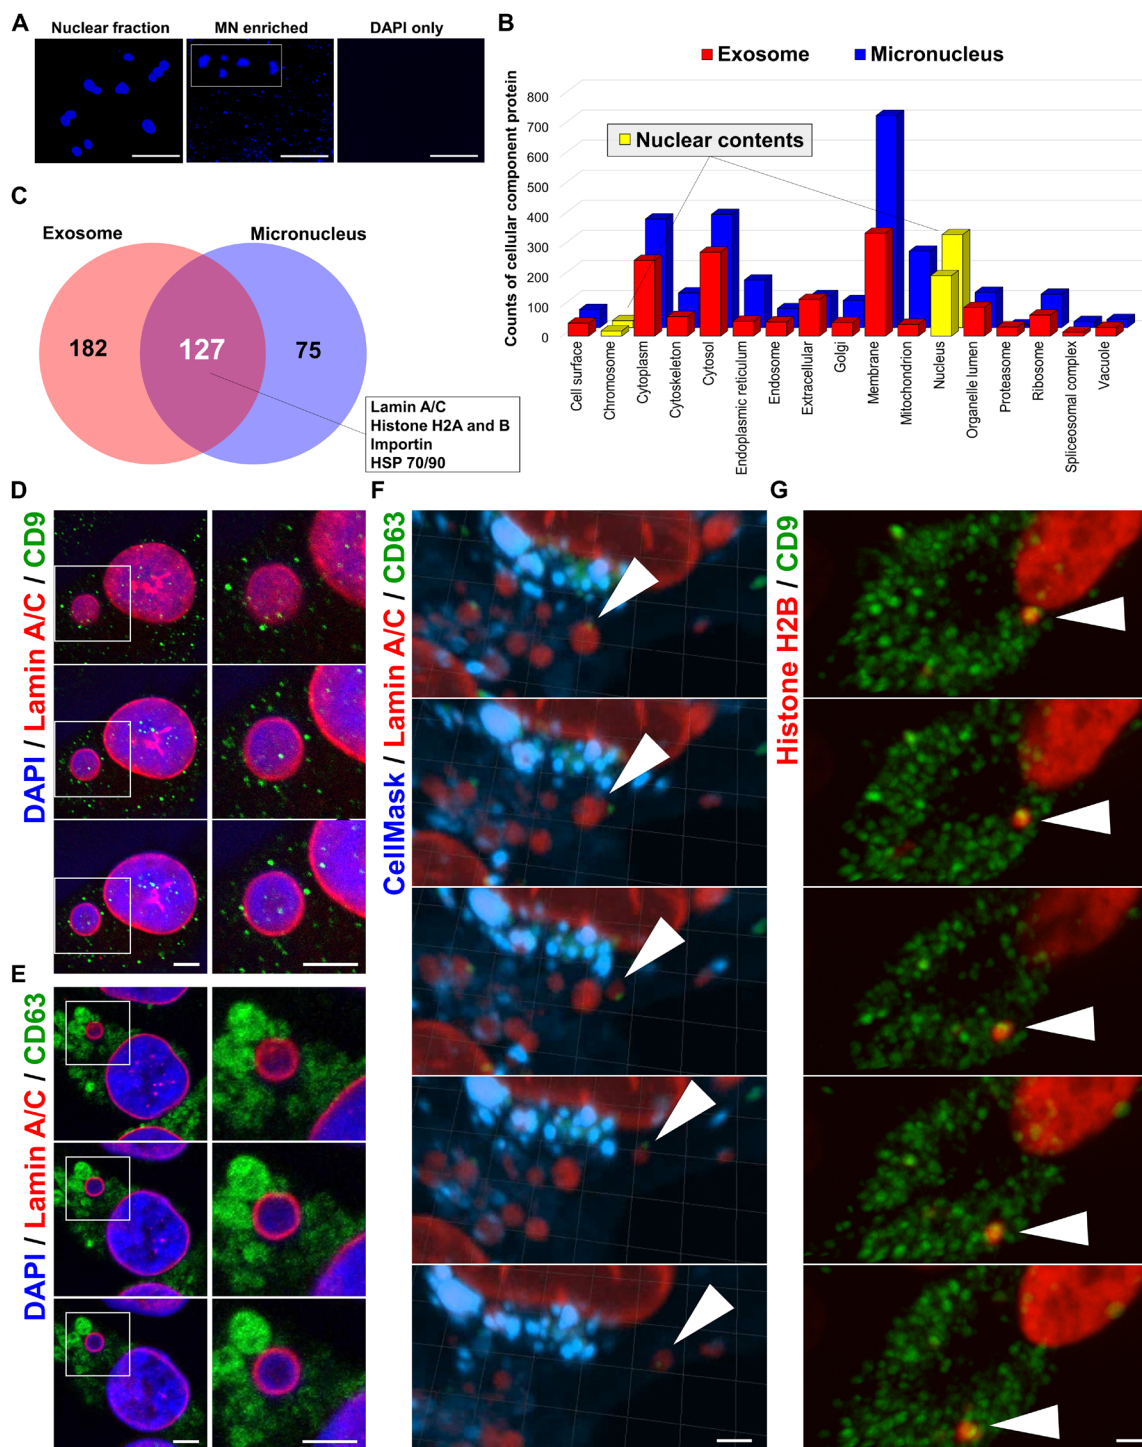 A
Nuclear fraction
MN enriched
DAPI only
B
Exosome
Micronucleus
Counts of cellular component protein
800
700
600
500
400
300
200
100
0
Nuclear contents
Cell surface
Chromosome
Cytoplasm
Cytoskeleton
Cytosol
Endoplasmic reticulum
Endosome
Extracellular
Golgi
Membrane
Mitochondrion
Nucleus
Organelle lumen
Proteasome
Ribosome
Spliceosomal complex
Vacuole
C
Exosome
Micronucleus
182
127
75
Lamin A/C
Histone H2A and B
Importin
HSP 70/90
D
DAPI / Lamin A/C / CD9
E
DAPI / Lamin A/C / CD63
F
CellMask / Lamin A/C / CD63
G
Histone H2B / CD9